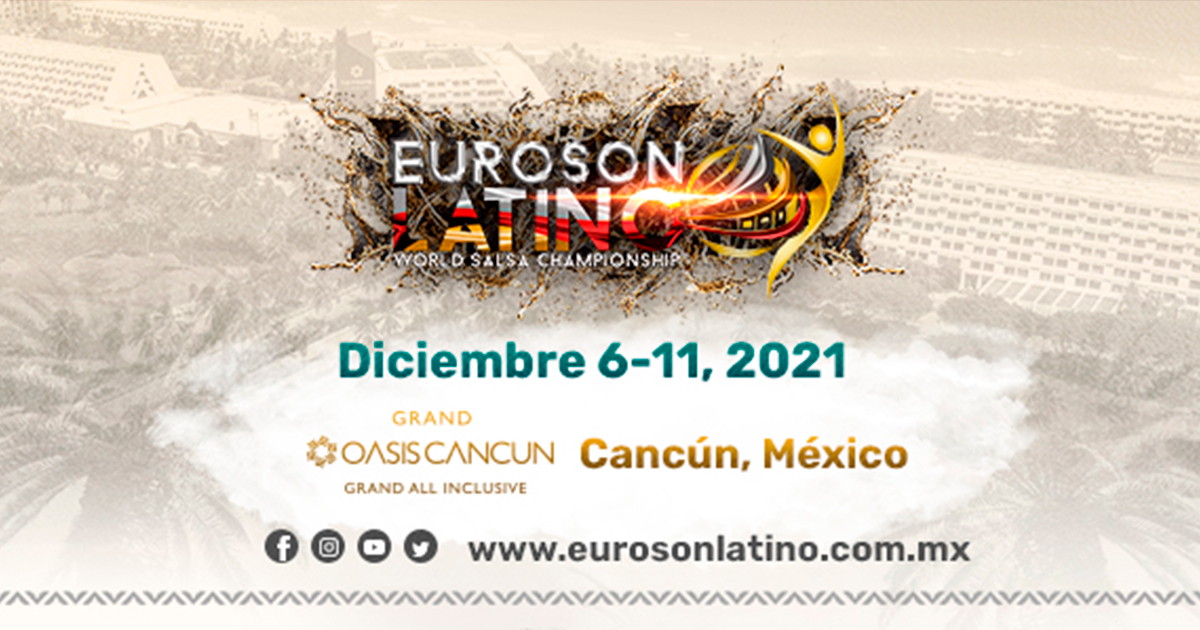 EUROSON
LATINO
WORLD SALSA CHAMPIONSHIP
Diciembre 6-11, 2021
GRAND
OASIS CANCUN
GRAND ALL INCLUSIVE
Cancún, México
www.eurosonlatino.com.mx